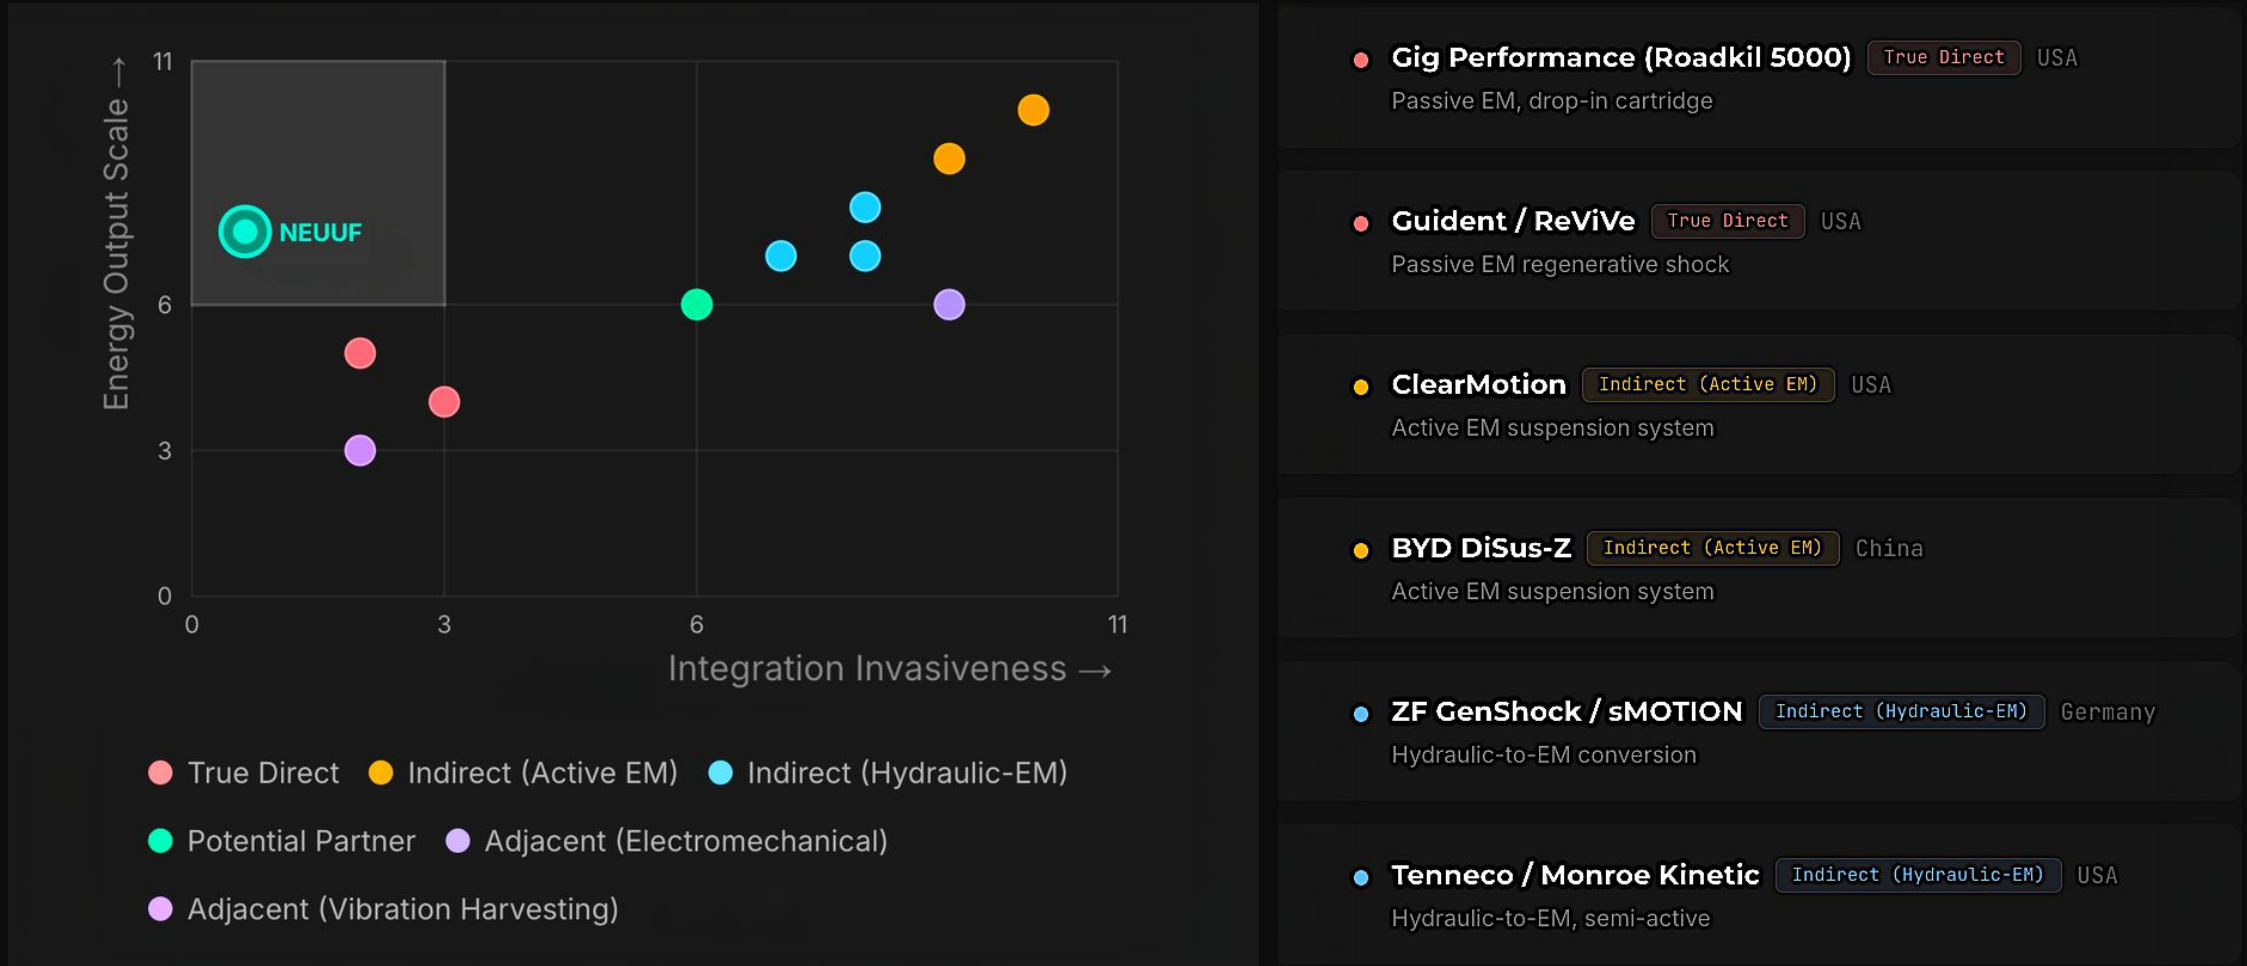 Energy Output Scale →
11
6
3
0
NEUUF
0 3 6 11
Integration Invasiveness →
True Direct Indirect (Active EM) Indirect (Hydraulic-EM)
Potential Partner Adjacent (Electromechanical)
Adjacent (Vibration Harvesting)
Gig Performance (Roadkil 5000) True Direct USA
Passive EM, drop-in cartridge
Guident / ReViVe True Direct USA
Passive EM regenerative shock
ClearMotion Indirect (Active EM) USA
Active EM suspension system
BYD DiSus-Z Indirect (Active EM) China
Active EM suspension system
ZF GenShock / sMOTION Indirect (Hydraulic-EM) Germany
Hydraulic-to-EM conversion
Tenneco / Monroe Kinetic Indirect (Hydraulic-EM) USA
Hydraulic-to-EM, semi-active